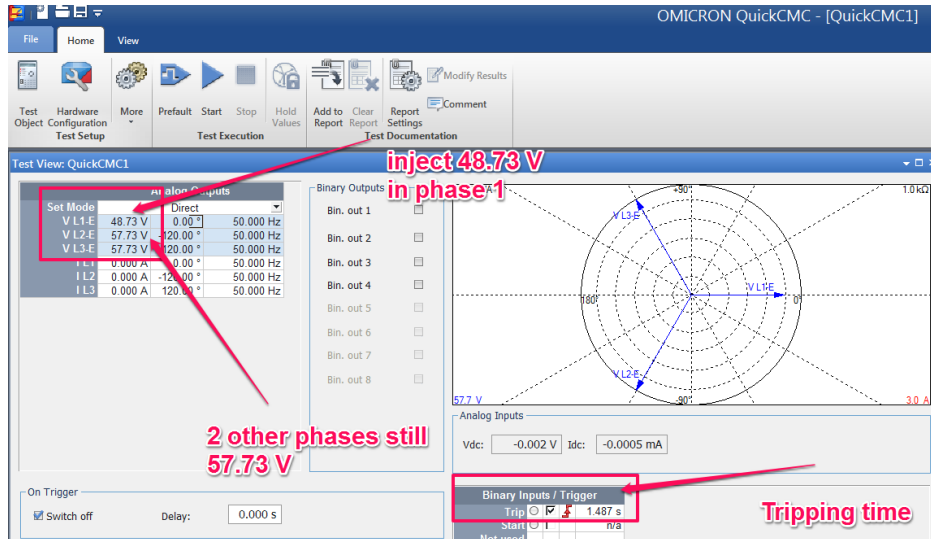 OMICRON QuickCMC - [QuickCMC1]
File Home View
Test Object
Hardware Configuration
More
Prefault
Start
Stop
Hold Values
Add to Report
Clear Report
Report Settings
Modify Results
Comment
Test Setup
Test Execution
Test Documentation
Test View: QuickCMC1
inject 48.73 V
in phase 1
Analog Outputs
Set Mode Direct
V L1-E 48.73 V 0.00 ° 50.000 Hz
V L2-E 57.73 V -120.00 ° 50.000 Hz
V L3-E 57.73 V 120.00 ° 50.000 Hz
I L1 0.000 A 0.00 ° 50.000 Hz
I L2 0.000 A -120.00 ° 50.000 Hz
I L3 0.000 A 120.00 ° 50.000 Hz
2 other phases still
57.73 V
Binary Outputs
Bin. out 1
Bin. out 2
Bin. out 3
Bin. out 4
Bin. out 5
Bin. out 6
Bin. out 7
Bin. out 8
+90°
1.0 kΩ
V L3-E
180°
V L1-E
0°
V L2-E
57.7 V
-90°
3.0 A
Analog Inputs
Vdc: -0.002 V Idc: -0.0005 mA
On Trigger
Switch off Delay: 0.000 s
Binary Inputs / Trigger
Trip 1.487 s
Start n/a
Not used
Tripping time